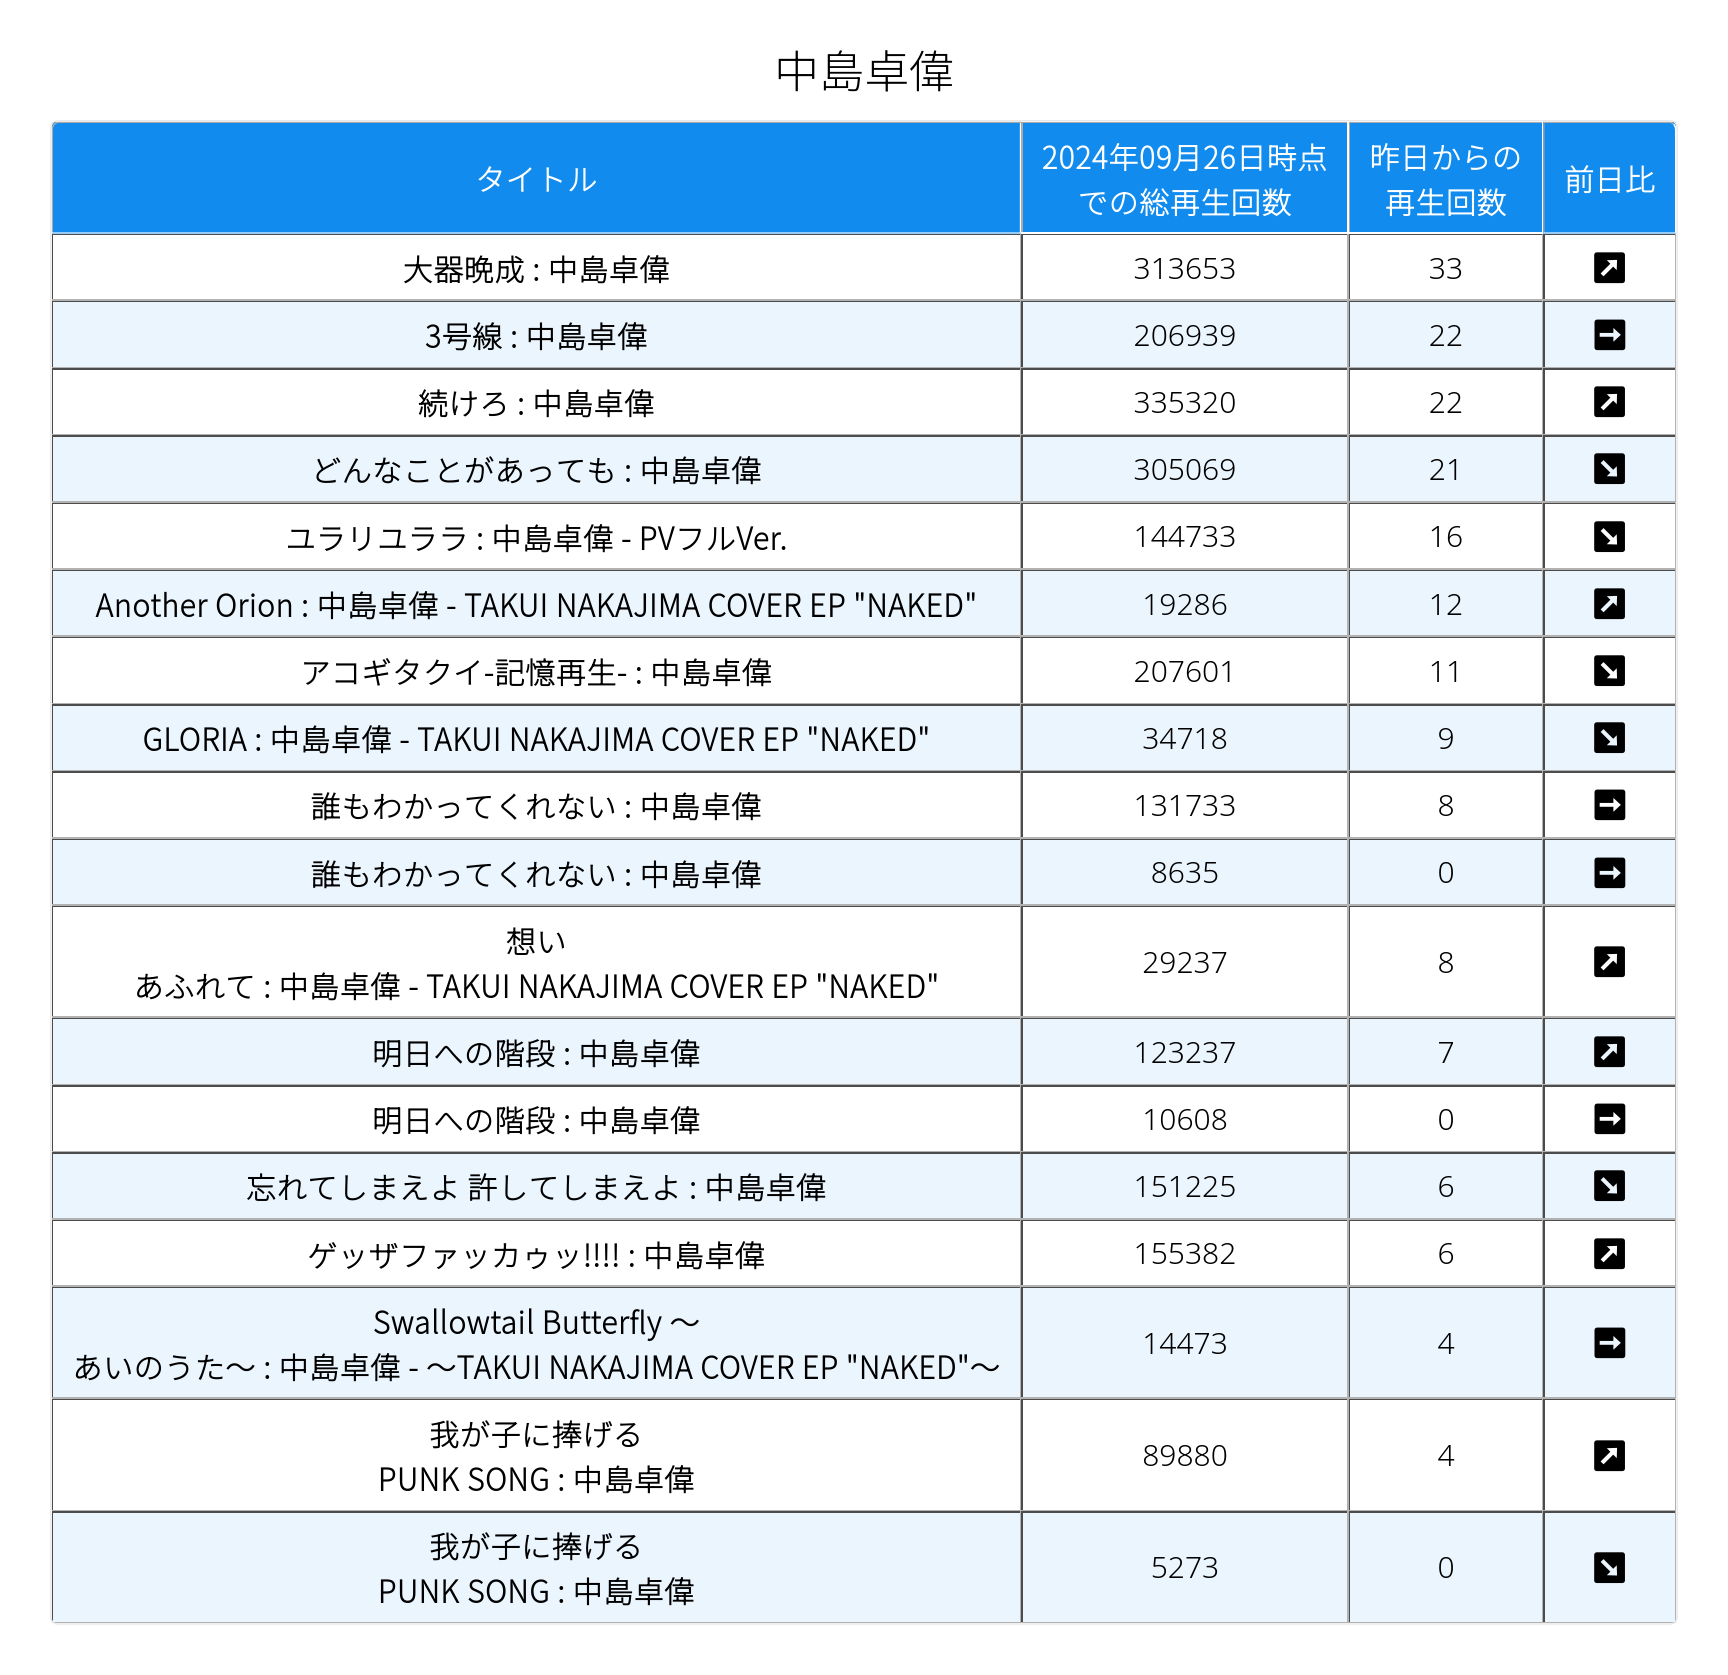 中島卓偉
タイトル
2024年09月26日時点
での総再生回数
昨日からの
再生回数
前日比
大器晩成 : 中島卓偉 313653 33 ↗
3号線 : 中島卓偉 206939 22 →
続けろ : 中島卓偉 335320 22 ↗
どんなことがあっても : 中島卓偉 305069 21 ↘
ユラリユララ : 中島卓偉 - PVフルVer. 144733 16 ↘
Another Orion : 中島卓偉 - TAKUI NAKAJIMA COVER EP "NAKED" 19286 12 ↗
アコギタクイ-記憶再生- : 中島卓偉 207601 11 ↘
GLORIA : 中島卓偉 - TAKUI NAKAJIMA COVER EP "NAKED" 34718 9 ↘
誰もわかってくれない : 中島卓偉 131733 8 →
誰もわかってくれない : 中島卓偉 8635 0 →
想い
あふれて : 中島卓偉 - TAKUI NAKAJIMA COVER EP "NAKED" 29237 8 ↗
明日への階段 : 中島卓偉 123237 7 ↗
明日への階段 : 中島卓偉 10608 0 →
忘れてしまえよ 許してしまえよ : 中島卓偉 151225 6 ↘
ゲッザファッカゥッ!!!! : 中島卓偉 155382 6 ↗
Swallowtail Butterfly ～
あいのうた～ : 中島卓偉 - ～TAKUI NAKAJIMA COVER EP "NAKED"～ 14473 4 →
我が子に捧げる
PUNK SONG : 中島卓偉 89880 4 ↗
我が子に捧げる
PUNK SONG : 中島卓偉 5273 0 ↘